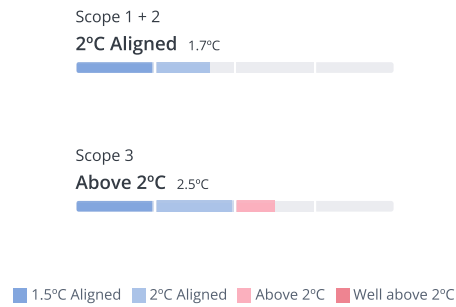 Scope 1 + 2
2ºC Aligned 1.7ºC
Scope 3
Above 2ºC 2.5ºC
1.5ºC Aligned 2ºC Aligned Above 2ºC Well above 2ºC